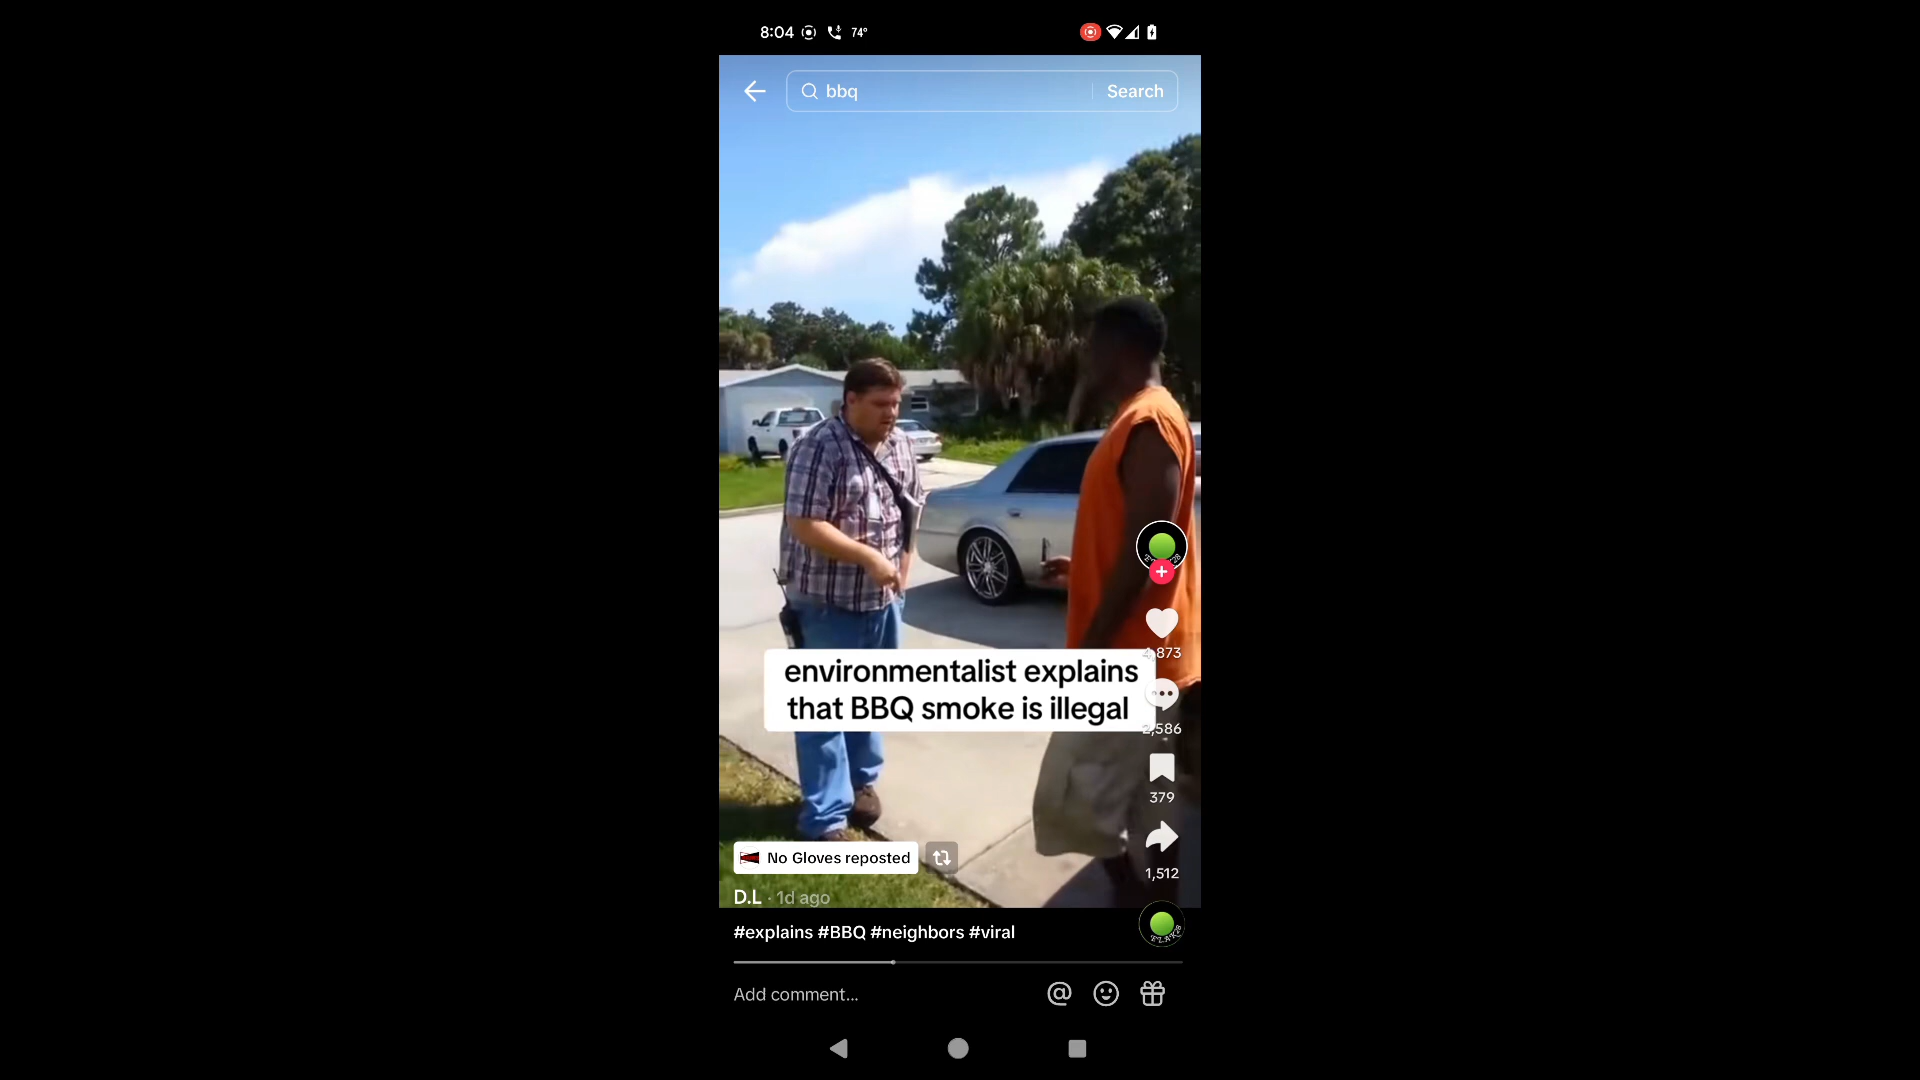 8:04
74°
bbq
Search
environmentalist explains
that BBQ smoke is illegal
4,873
2,586
379
1,512
No Gloves reposted
D.L · 1d ago
#explains #BBQ #neighbors #viral
Add comment...